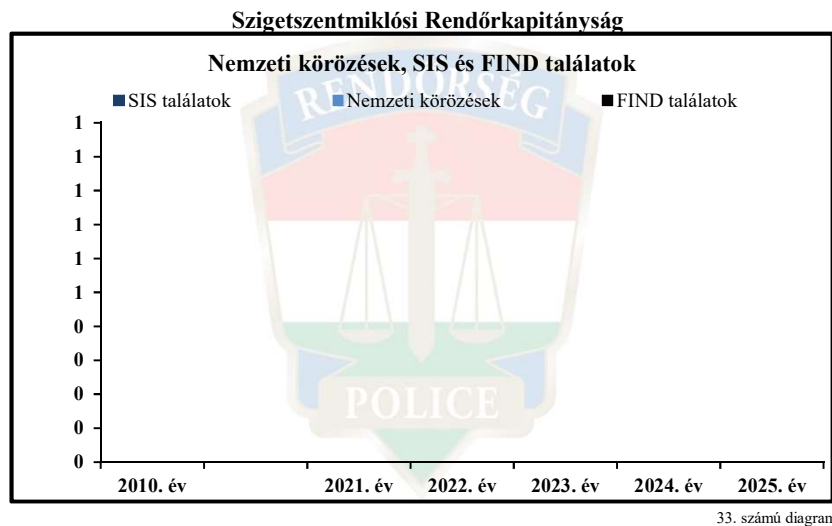 Szigetszentmiklósi Rendőrkapitányság
Nemzeti körözések, SIS és FIND találatok
SIS találatok Nemzeti körözések FIND találatok
RENDŐRSÉG
1
1
1
1
1
1
0
0
0
0
0
POLICE
2010. év 2021. év 2022. év 2023. év 2024. év 2025. év
33. számú diagram